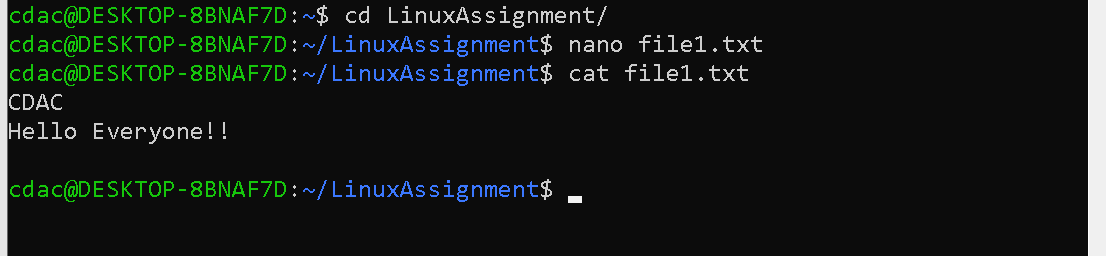 cdac@DESKTOP-8BNAF7D:~$ cd LinuxAssignment/
cdac@DESKTOP-8BNAF7D:~/LinuxAssignment$ nano file1.txt
cdac@DESKTOP-8BNAF7D:~/LinuxAssignment$ cat file1.txt
CDAC
Hello Everyone!!
cdac@DESKTOP-8BNAF7D:~/LinuxAssignment$